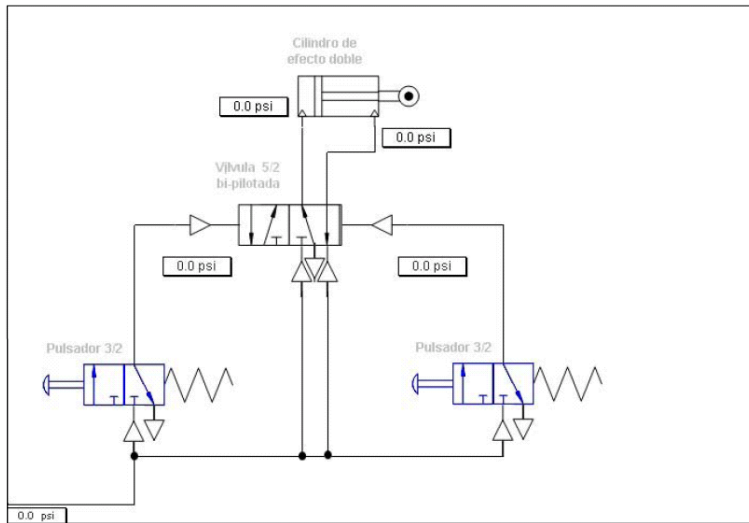 Cilindro de
efecto doble
0.0 psi
0.0 psi
Vįlvula 5/2
bi-pilotada
0.0 psi
0.0 psi
Pulsador 3/2
Pulsador 3/2
0.0 psi